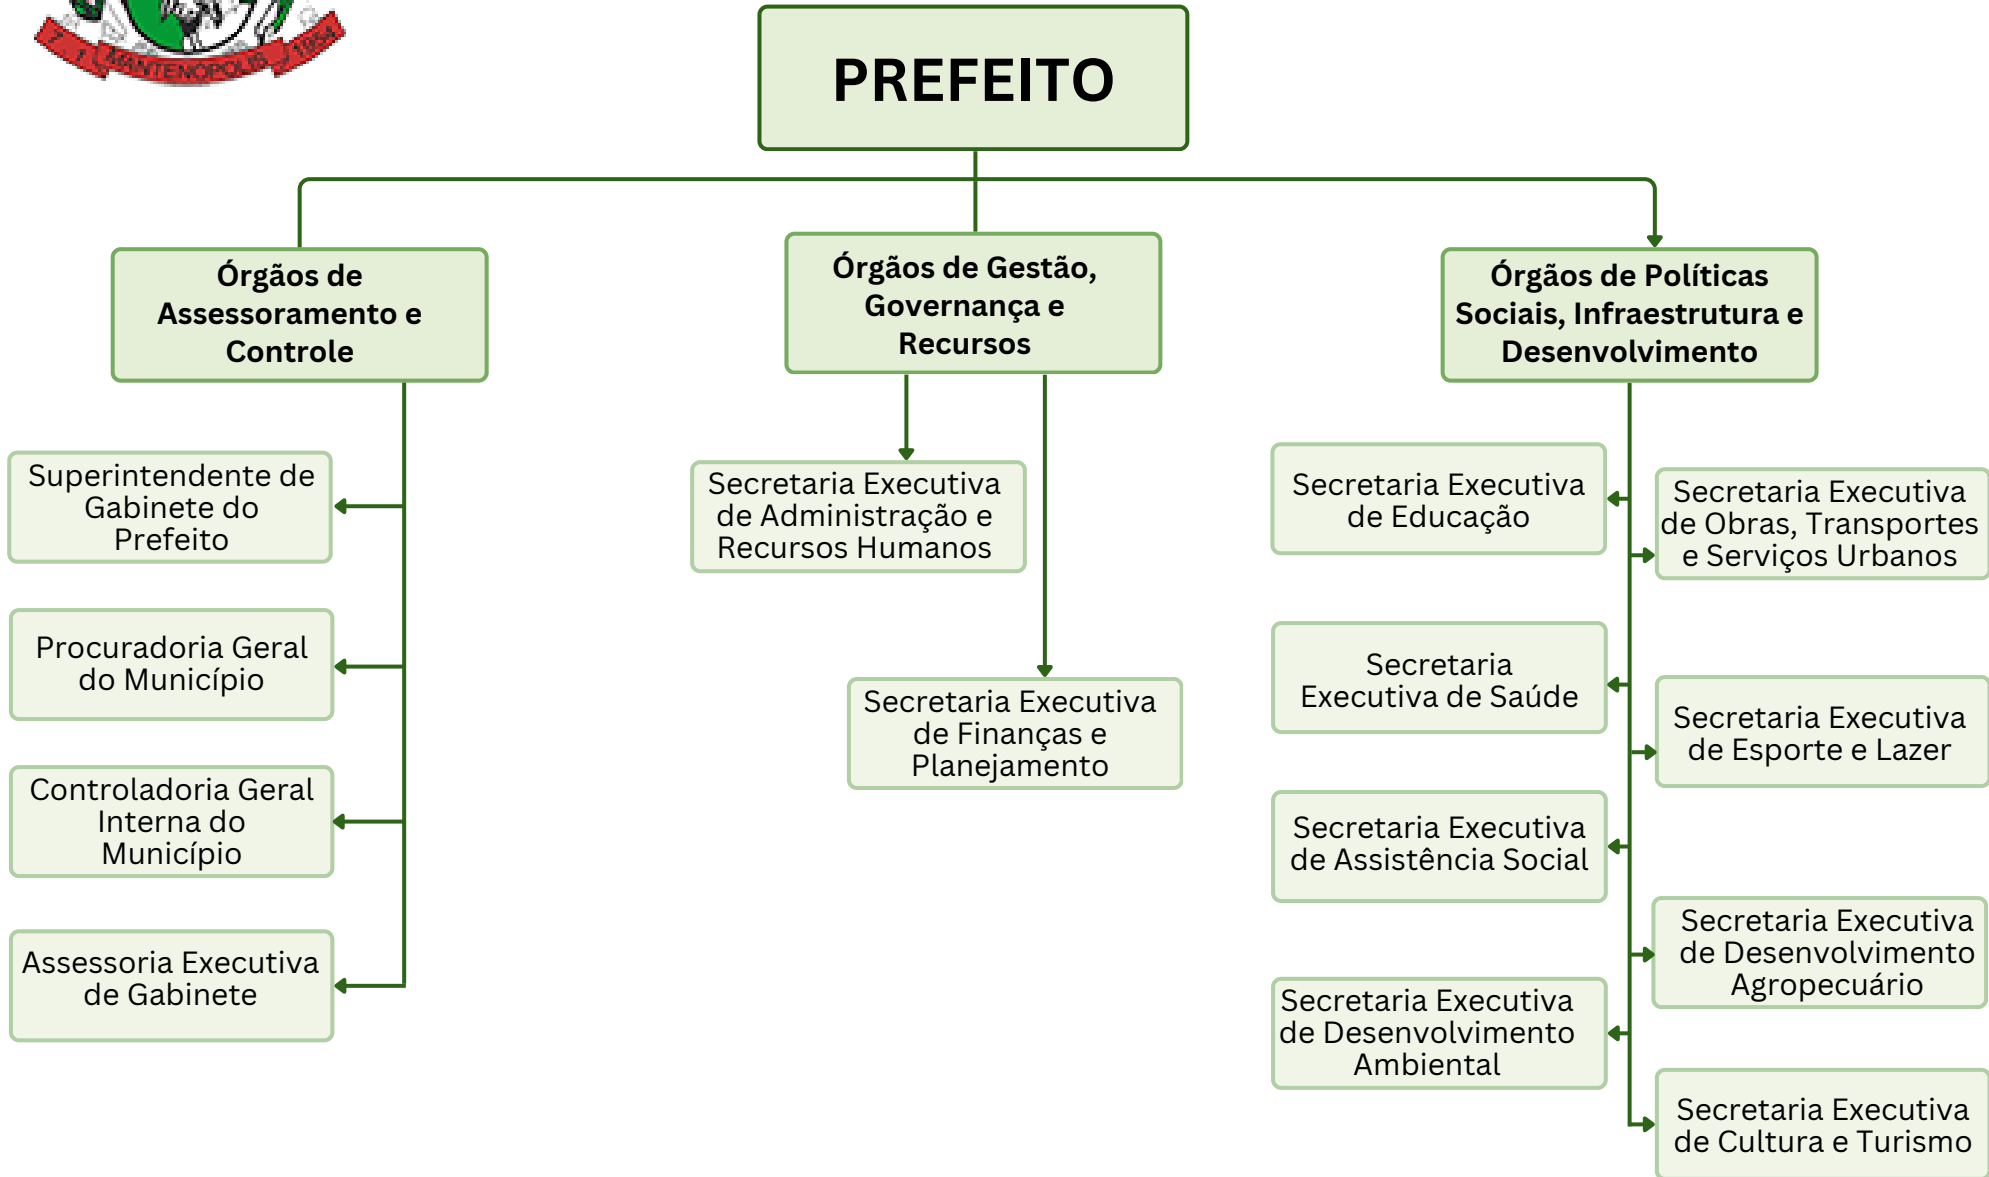 7 1 MANTENÓPOLIS 1954
PREFEITO
Órgãos de
Assessoramento e
Controle
Superintendente de
Gabinete do
Prefeito
Procuradoria Geral
do Município
Controladoria Geral
Interna do
Município
Assessoria Executiva
de Gabinete
Órgãos de Gestão,
Governança e
Recursos
Secretaria Executiva
de Administração e
Recursos Humanos
Secretaria Executiva
de Finanças e
Planejamento
Órgãos de Políticas
Sociais, Infraestrutura e
Desenvolvimento
Secretaria Executiva
de Educação
Secretaria Executiva
de Obras, Transportes
e Serviços Urbanos
Secretaria
Executiva de Saúde
Secretaria Executiva
de Esporte e Lazer
Secretaria Executiva
de Assistência Social
Secretaria Executiva
de Desenvolvimento
Agropecuário
Secretaria Executiva
de Desenvolvimento
Ambiental
Secretaria Executiva
de Cultura e Turismo